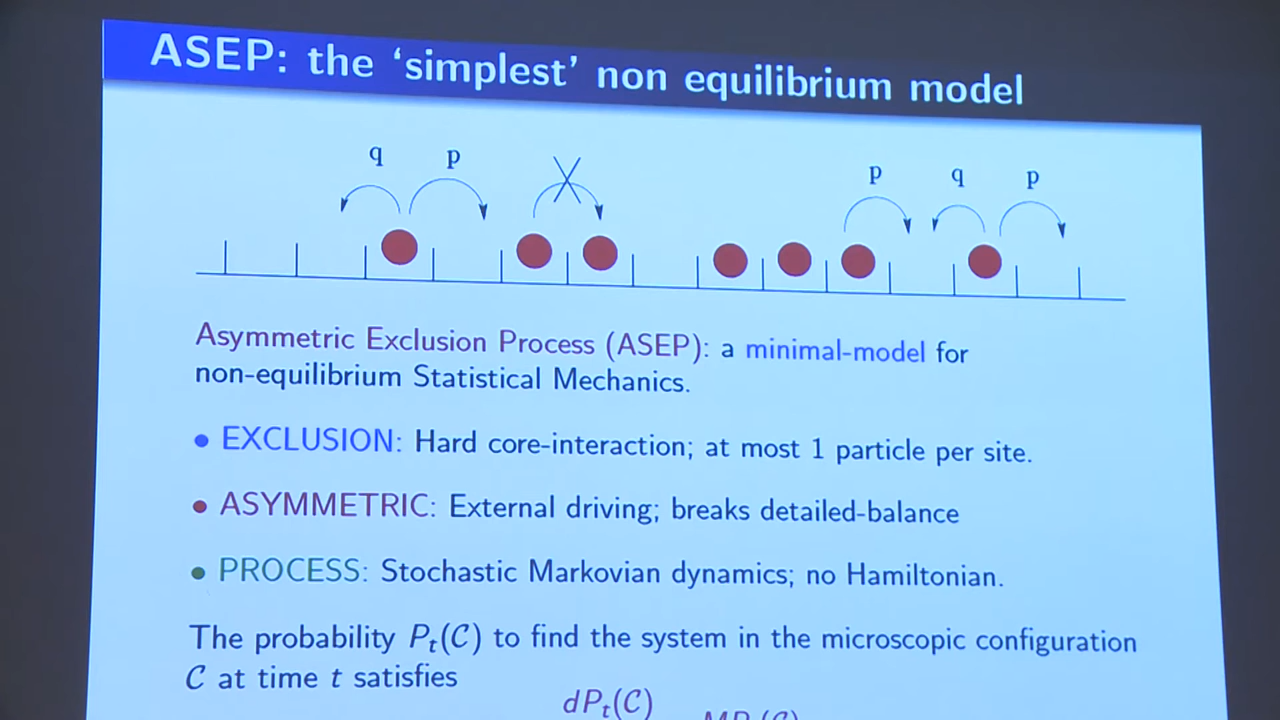 ASEP: the ‘simplest’ non equilibrium model
q p p q p
Asymmetric Exclusion Process (ASEP): a minimal-model for
non-equilibrium Statistical Mechanics.
• EXCLUSION: Hard core-interaction; at most 1 particle per site.
• ASYMMETRIC: External driving; breaks detailed-balance
• PROCESS: Stochastic Markovian dynamics; no Hamiltonian.
The probability Pₜ(𝒞) to find the system in the microscopic configuration
𝒞 at time t satisfies
dPₜ(𝒞)